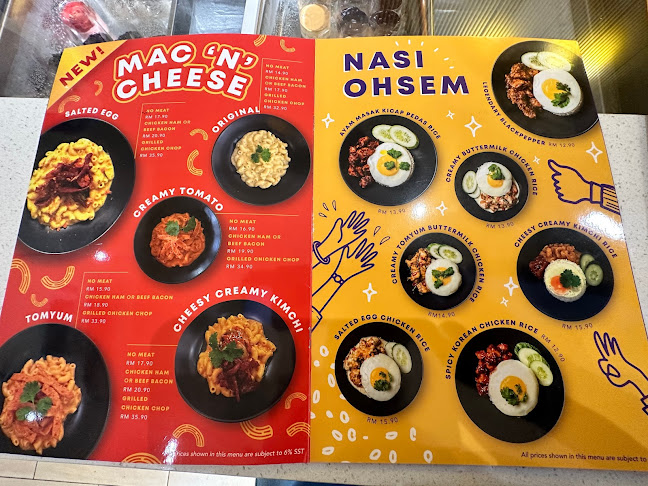 NEW!
MAC 'N'
CHEESE
SALTED EGG
NO MEAT
RM 17.90
CHICKEN HAM OR
BEEF BACON
RM 20.90
GRILLED
CHICKEN CHOP
RM 35.90
ORIGINAL
NO MEAT
RM 14.90
CHICKEN HAM
OR BEEF BACON
RM 17.90
GRILLED
CHICKEN CHOP
RM 32.90
CREAMY TOMATO
NO MEAT
RM 16.90
CHICKEN HAM OR
BEEF BACON
RM 19.90
GRILLED CHICKEN CHOP
RM 34.90
TOMYUM
NO MEAT
RM 15.90
CHICKEN HAM OR BEEF BACON
RM 18.90
GRILLED CHICKEN CHOP
RM 33.90
CHEESY CREAMY KIMCHI
NO MEAT
RM 17.90
CHICKEN HAM
OR BEEF BACON
RM 20.90
GRILLED
CHICKEN CHOP
RM 35.90
prices shown in this menu are subject to 6% SST
NASI
OHSEM
LEGENDARY BLACKPEPPER
RM 12.90
AYAM MASAK KICAP PEDAS RICE
RM 13.90
CREAMY BUTTERMILK CHICKEN RICE
RM 13.90
CREAMY TOMYUM BUTTERMILK CHICKEN RICE
RM 14.90
CHEESY CREAMY KIMCHI RICE
RM 15.90
SALTED EGG CHICKEN RICE
RM 15.90
SPICY KOREAN CHICKEN RICE
RM 12.90
All prices shown in this menu are subject to